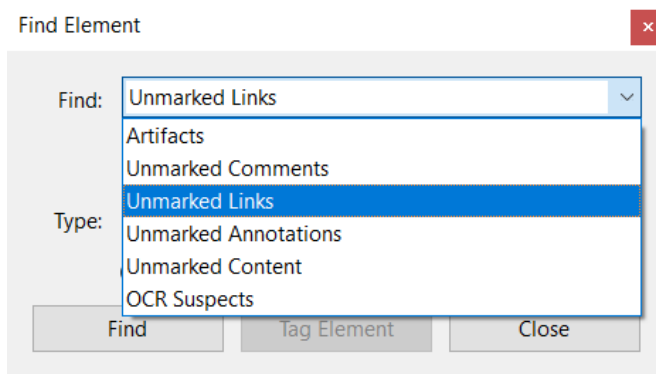 Find Element
Find: Unmarked Links
Artifacts
Unmarked Comments
Unmarked Links
Type:
Unmarked Annotations
Unmarked Content
OCR Suspects
Find Tag Element Close